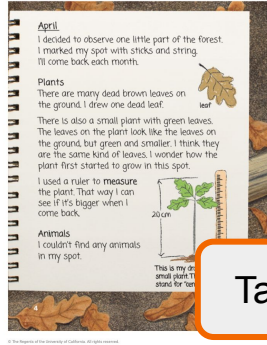 April
I decided to observe one little part of the forest.
I marked my spot with sticks and string.
I'll come back each month.
Plants
There are many dead brown leaves on
the ground. I drew one dead leaf.
leaf
There is also a small plant with green leaves.
The leaves on the plant look like the leaves on
the ground, but green and smaller. I think they
are the same kind of leaves. I wonder how the
plant first started to grow in this spot.
I used a ruler to measure
the plant. That way I can
see if it's bigger when I
come back.
20 cm
Animals
I couldn't find any animals
in my spot.
This is my
small plant.
stand for "cen
4
Ta
© The Regents of the University of California. All rights reserved.